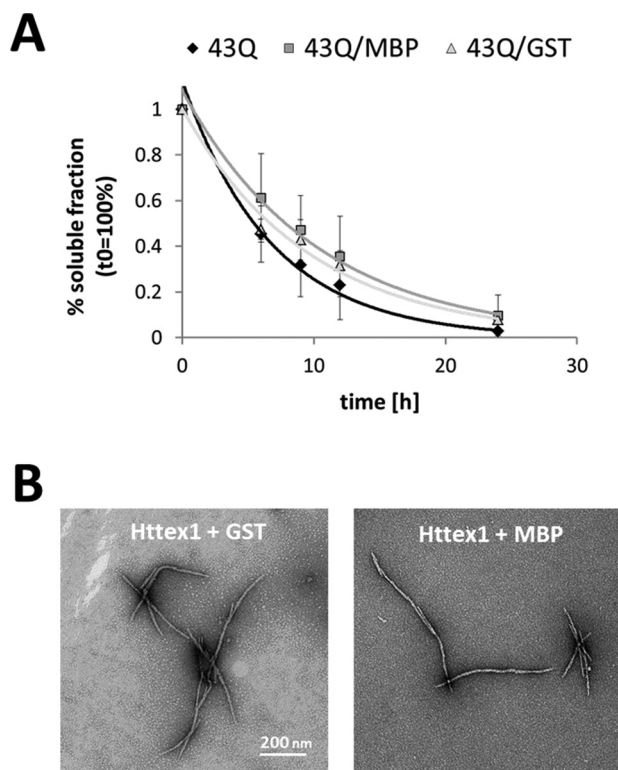 A
43Q 43Q/MBP 43Q/GST
% soluble fraction
(t0=100%)
1
0.8
0.6
0.4
0.2
0
0 10 20 30
time [h]
B
Httex1 + GST
Httex1 + MBP
200 nm